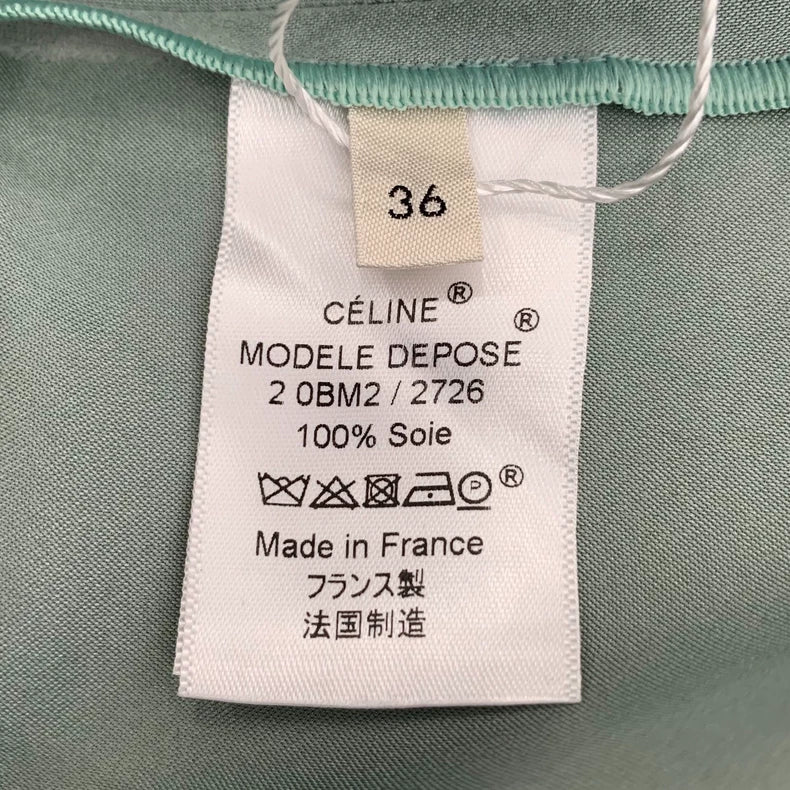 36
CÉLINE®
MODELE DEPOSE®
2 0BM2 / 2726
100% Soie
P ®
Made in France
フランス製
法国制造